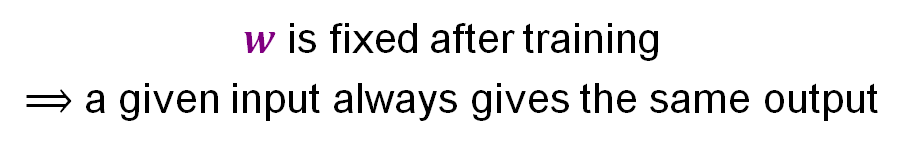 w is fixed after training
⟹ a given input always gives the same output